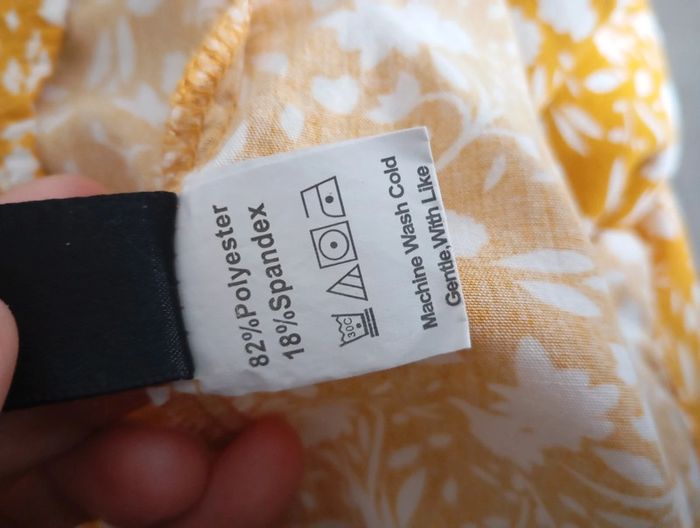 82%Polyester
18%Spandex
30C
Machine Wash Cold
Gentle,With Like